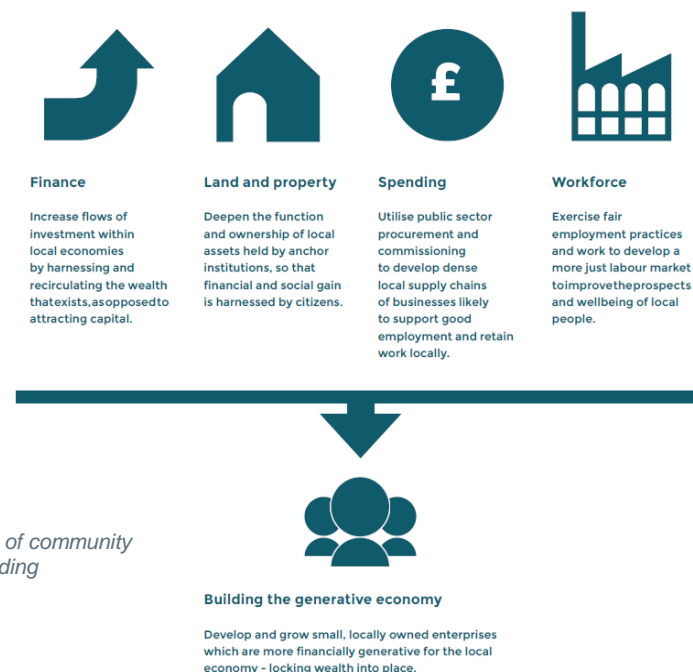 £
Finance
Increase flows of
investment within
local economies
by harnessing and
recirculating the wealth
thatexists,asopposedto
attracting capital.
Land and property
Deepen the function
and ownership of local
assets held by anchor
institutions, so that
financial and social gain
is harnessed by citizens.
Spending
Utilise public sector
procurement and
commissioning
to develop dense
local supply chains
of businesses likely
to support good
employment and retain
work locally.
Workforce
Exercise fair
employment practices
and work to develop a
more just labour market
toimprovetheprospects
and wellbeing of local
people.
of community
ding
Building the generative economy
Develop and grow small, locally owned enterprises
which are more financially generative for the local
economy - locking wealth into place.